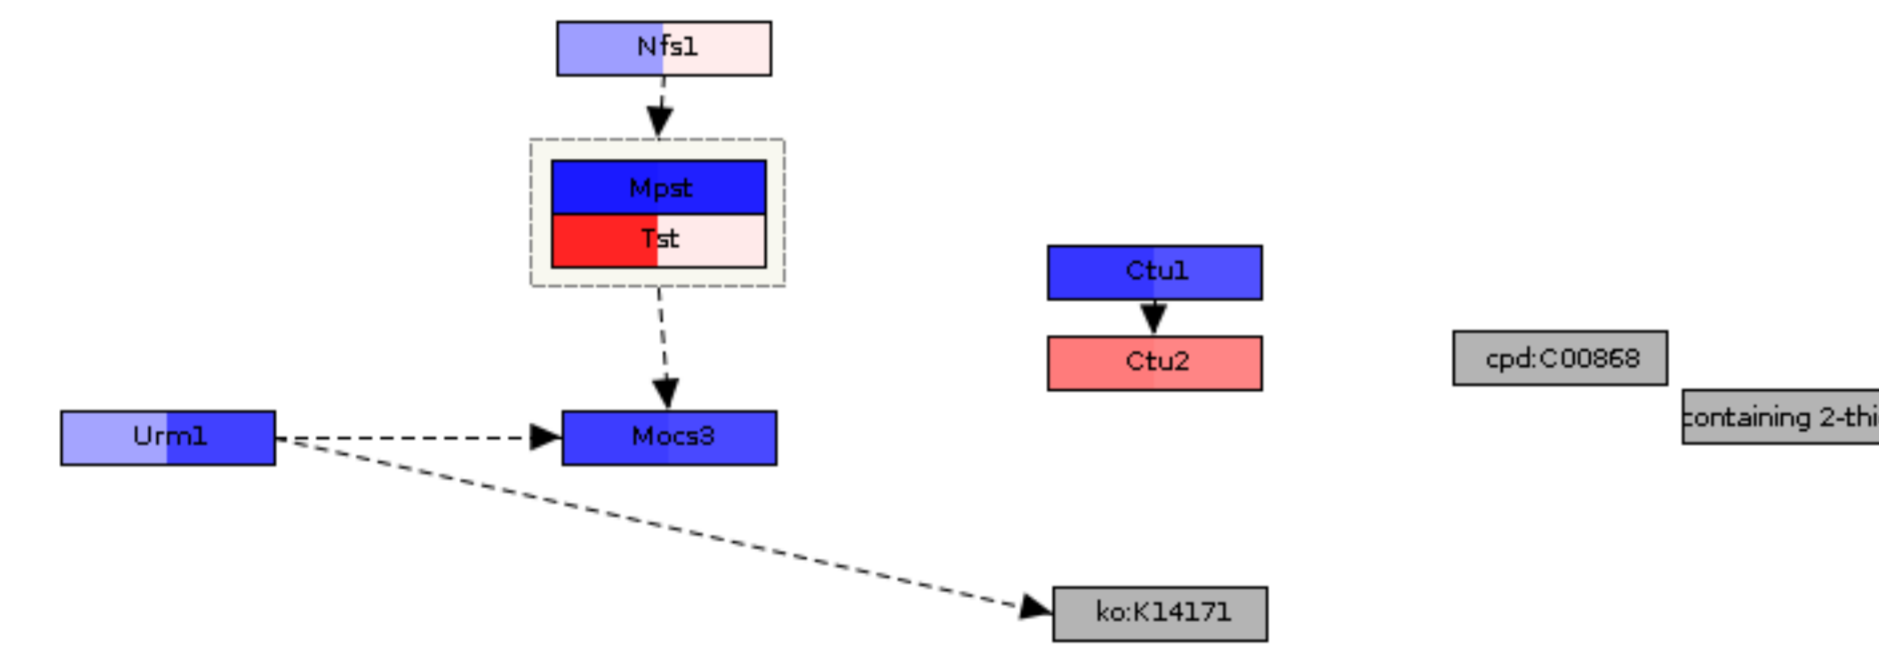 Nfs1
Mpst
Tst
Ctu1
Ctu2
cpd:C00868
containing 2-thi
Urm1
Mocs3
ko:K14171